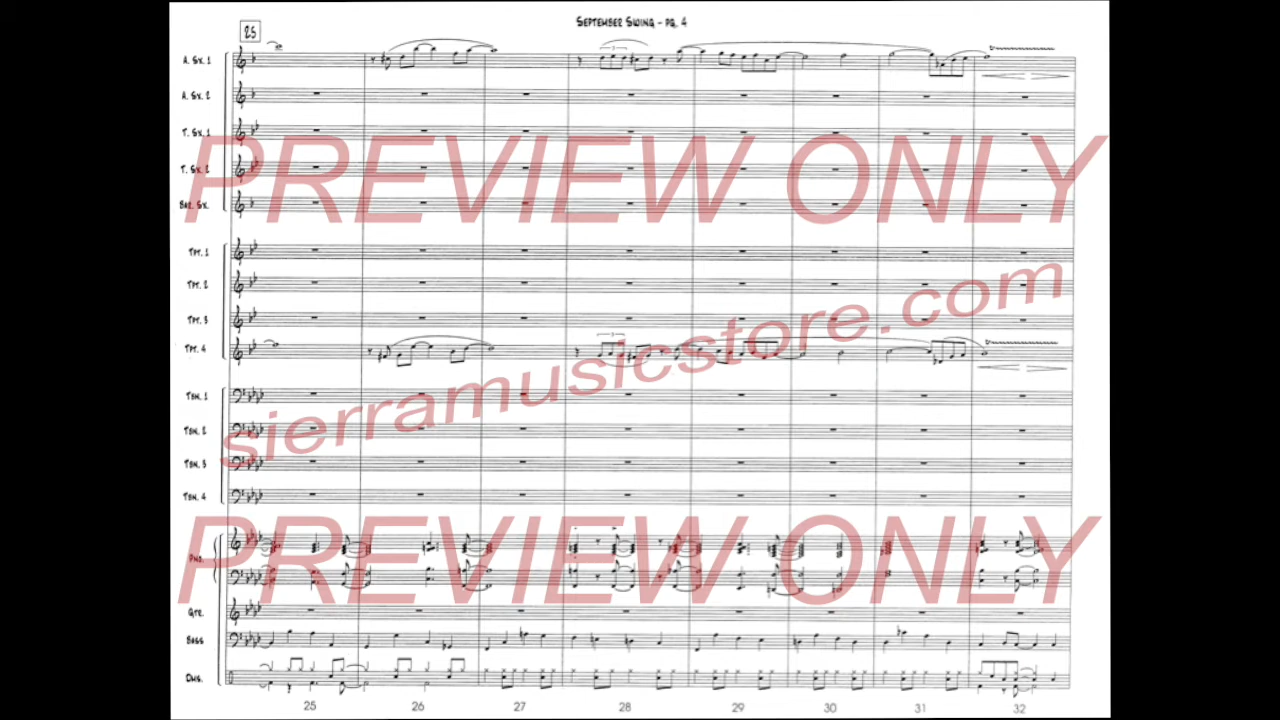 September Swing - pg. 4
25
A. Sx. 1
A. Sx. 2
T. Sx. 1
T. Sx. 2
Bar. Sx.
Tpt. 1
Tpt. 2
Tpt. 3
Tpt. 4
Tbn. 1
Tbn. 2
Tbn. 3
Tbn. 4
Pno.
Gtr.
Bass
Dms.
25 26 27 28 29 30 31 32
PREVIEW ONLY
sierramusicstore.com
PREVIEW ONLY